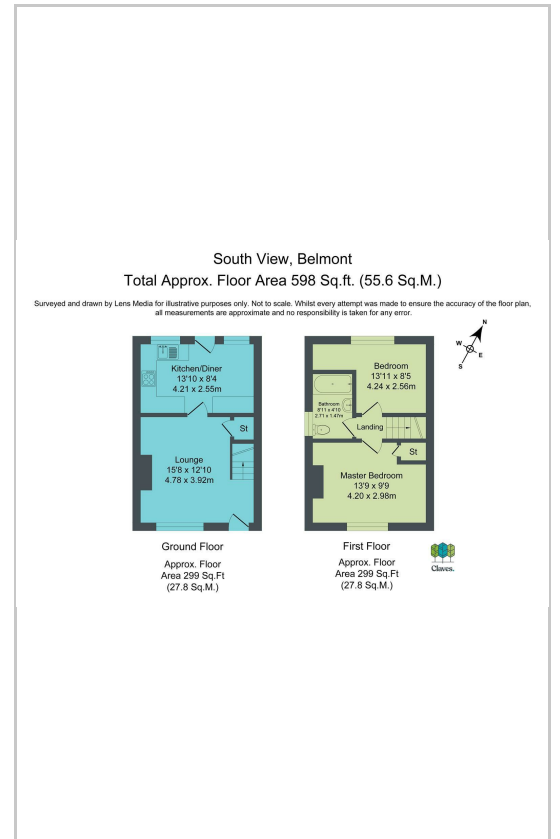 South View, Belmont
Total Approx. Floor Area 598 Sq.ft. (55.6 Sq.M.)
Surveyed and drawn by Lens Media for illustrative purposes only. Not to scale. Whilst every attempt was made to ensure the accuracy of the floor plan,
all measurements are approximate and no responsibility is taken for any error.
N
W
E
S
Kitchen/Diner
13'10 x 8'4
4.21 x 2.55m
St
Lounge
15'8 x 12'10
4.78 x 3.92m
Bedroom
13'11 x 8'5
4.24 x 2.56m
Bathroom
8'11 x 4'10
2.71 x 1.47m
Landing
St
Master Bedroom
13'9 x 9'9
4.20 x 2.98m
Ground Floor
Approx. Floor
Area 299 Sq.Ft
(27.8 Sq.M.)
First Floor
Approx. Floor
Area 299 Sq.Ft
(27.8 Sq.M.)
Claves.